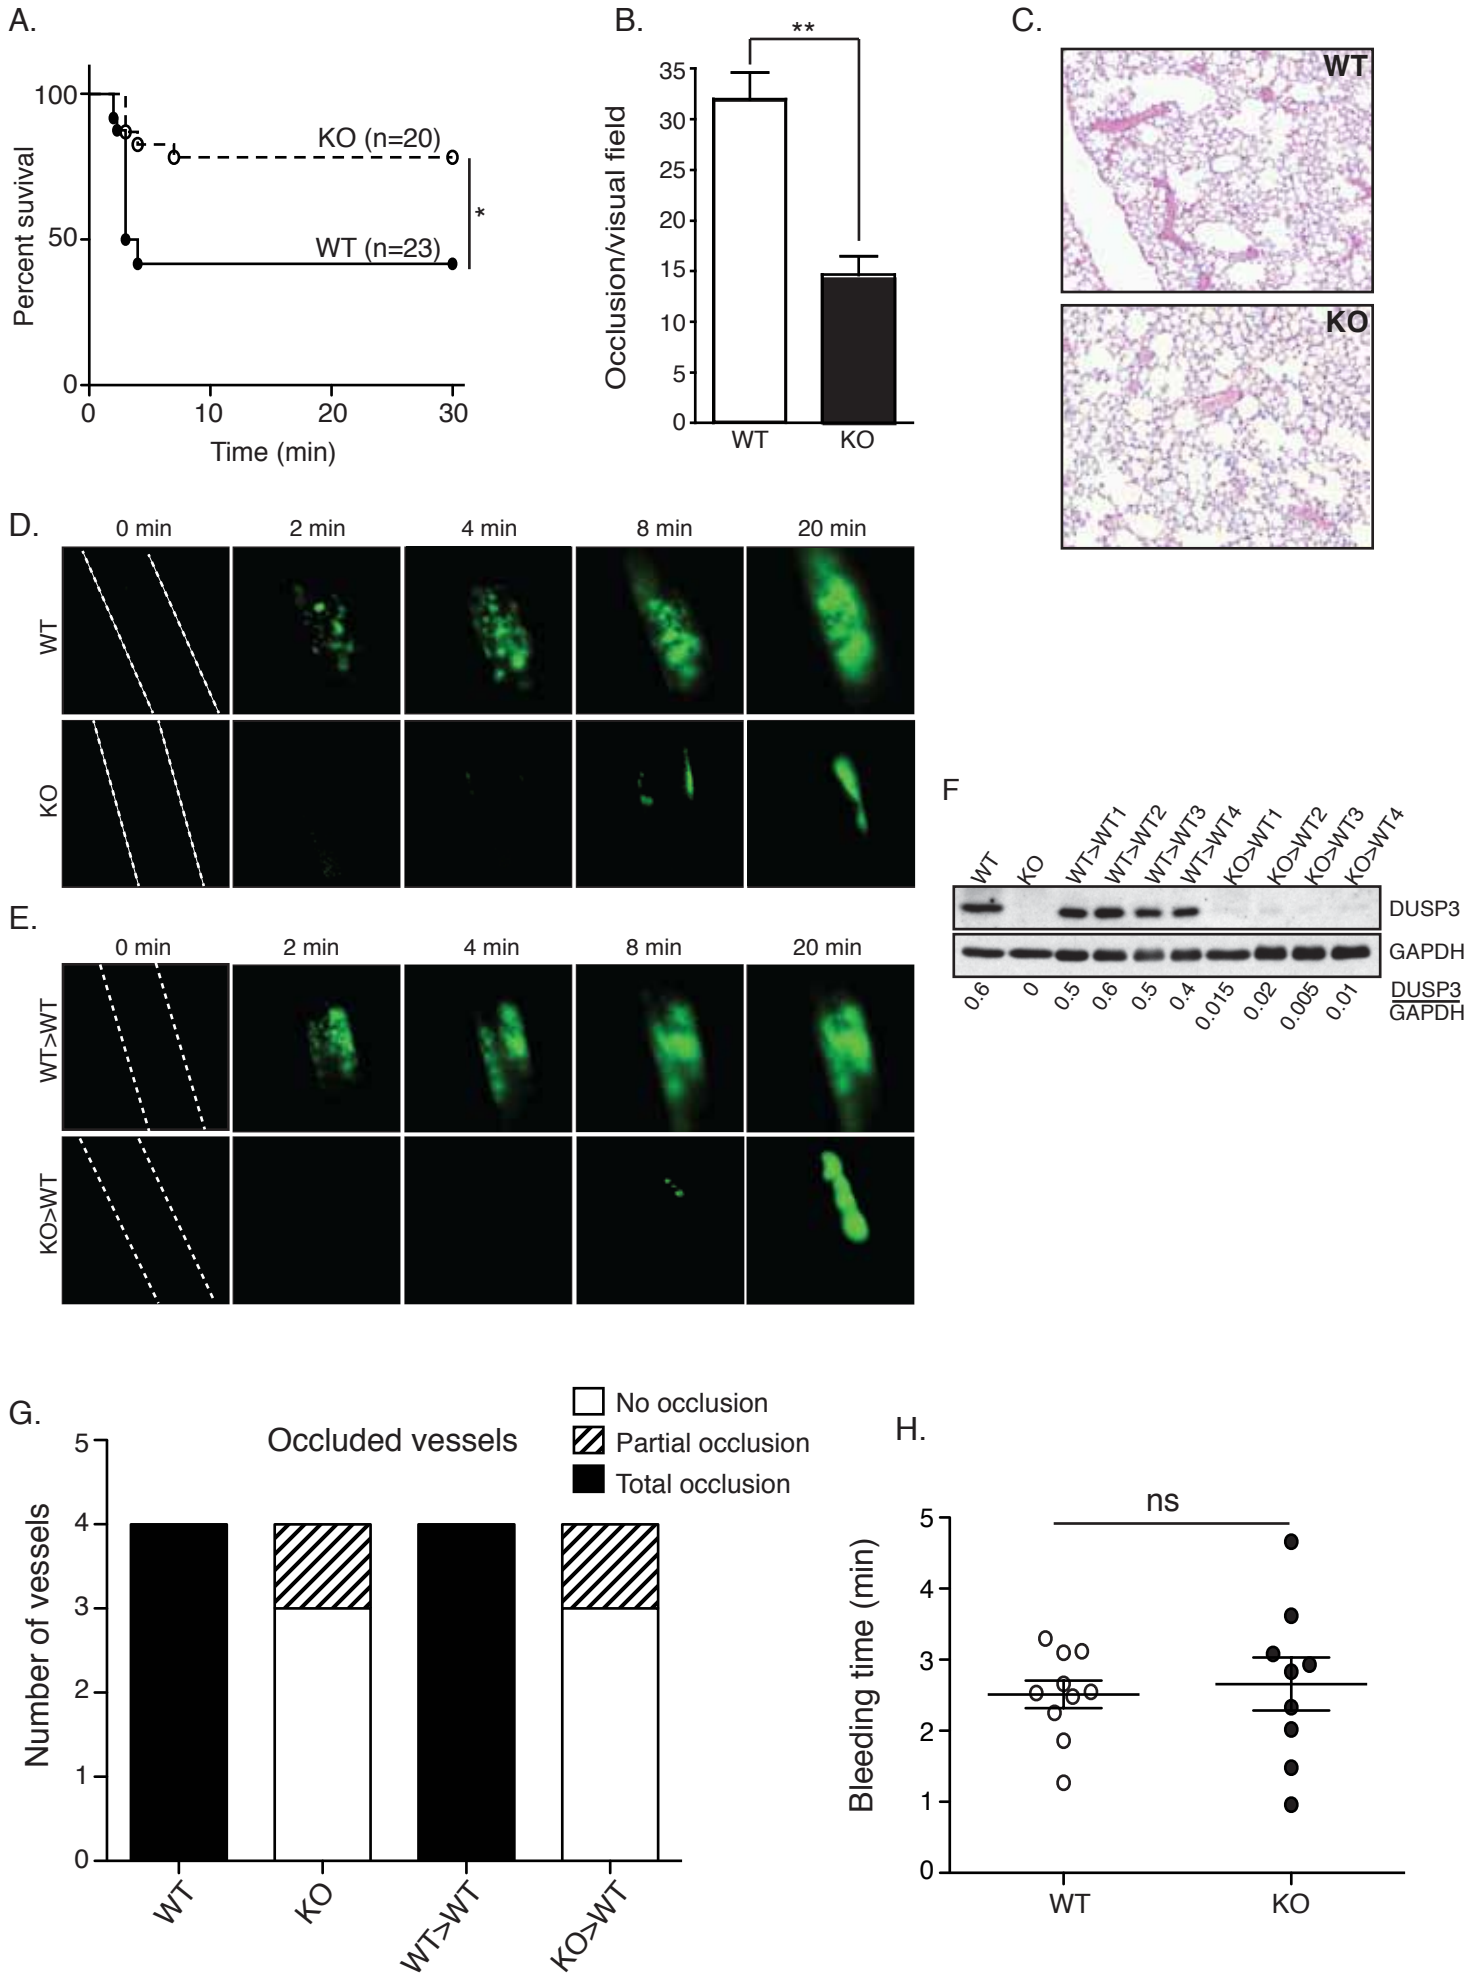 A.
100
50
0
0 10 20 30
Percent suvival
Time (min)
KO (n=20)
WT (n=23)
*
B.
**
35
30
25
20
15
10
5
0
Occlusion/visual field
WT KO
C.
WT
KO
D.
0 min 2 min 4 min 8 min 20 min
WT
KO
E.
0 min 2 min 4 min 8 min 20 min
WT>WT
KO>WT
F
WT KO WT>WT1 WT>WT2 WT>WT3 WT>WT4 KO>WT1 KO>WT2 KO>WT3 KO>WT4
DUSP3
GAPDH
0.6 0 0.5 0.6 0.5 0.4 0.015 0.02 0.005 0.01
DUSP3
GAPDH
G.
Occluded vessels
No occlusion
Partial occlusion
Total occlusion
5
4
3
2
1
0
Number of vessels
WT KO WT>WT KO>WT
H.
ns
5
4
3
2
1
0
Bleeding time (min)
WT KO